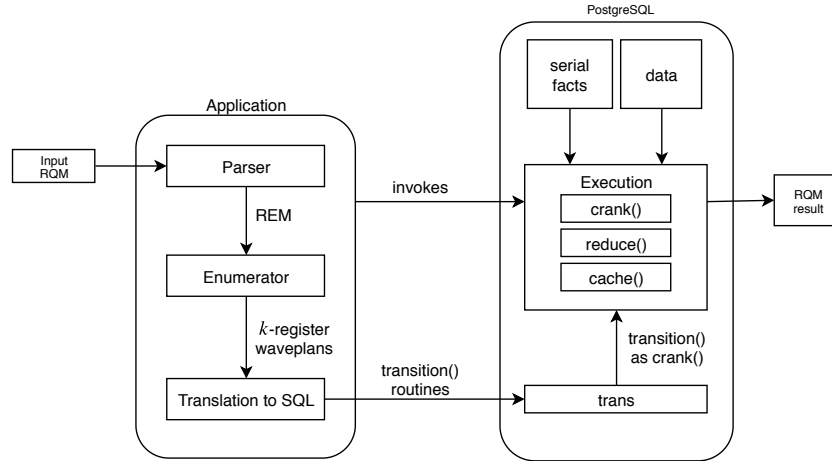 PostgreSQL
serial
facts
data
Application
Input
RQM
Parser
Execution
crank()
reduce()
cache()
invokes
RQM
result
REM
Enumerator
k-register
waveplans
transition()
as crank()
transition()
routines
Translation to SQL
trans